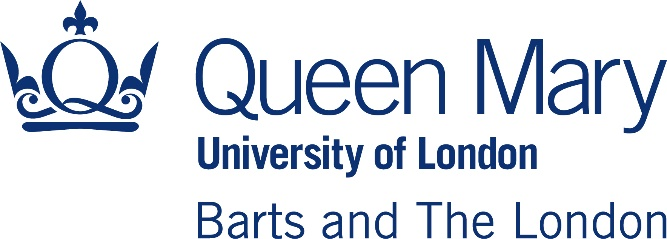 Queen Mary
University of London
Barts and The London